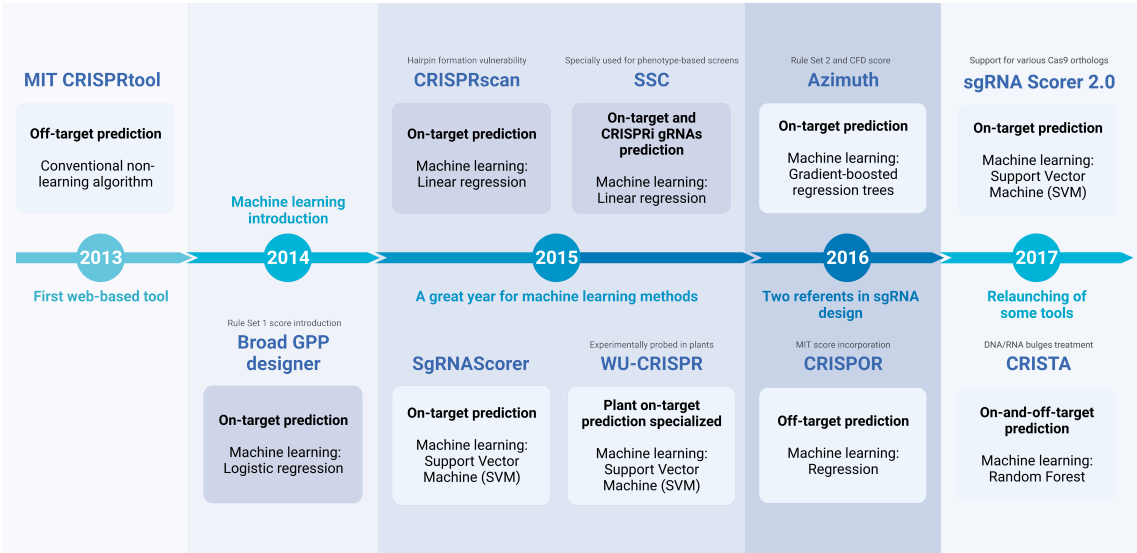 MIT CRISPRtool
Off-target prediction
Conventional non-
learning algorithm
2013
First web-based tool
Machine learning
introduction
2014
Rule Set 1 score introduction
Broad GPP
designer
On-target prediction
Machine learning:
Logistic regression
Hairpin formation vulnerability
CRISPRscan
On-target prediction
Machine learning:
Linear regression
Specially used for phenotype-based screens
SSC
On-target and
CRISPRi gRNAs
prediction
Machine learning:
Linear regression
2015
A great year for machine learning methods
SgRNAScorer
On-target prediction
Machine learning:
Support Vector
Machine (SVM)
Experimentally probed in plants
WU-CRISPR
Plant on-target
prediction specialized
Machine learning:
Support Vector
Machine (SVM)
Rule Set 2 and CFD score
Azimuth
On-target prediction
Machine learning:
Gradient-boosted
regression trees
2016
Two referents in sgRNA
design
MIT score incorporation
CRISPOR
Off-target prediction
Machine learning:
Regression
Support for various Cas9 orthologs
sgRNA Scorer 2.0
On-target prediction
Machine learning:
Support Vector
Machine (SVM)
2017
Relaunching of
some tools
DNA/RNA bulges treatment
CRISTA
On-and-off-target
prediction
Machine learning:
Random Forest